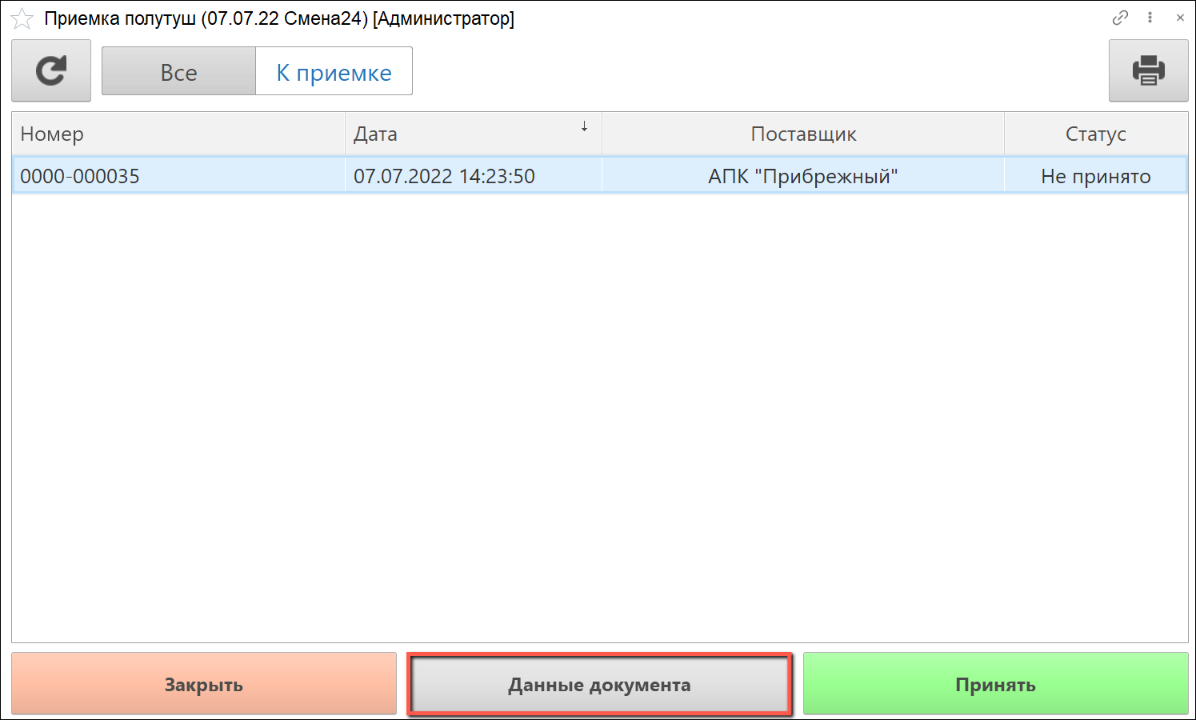 Приемка полутуш (07.07.22 Смена24) [Администратор]
Все К приемке
Номер Дата ↓ Поставщик Статус
0000-000035 07.07.2022 14:23:50 АПК "Прибрежный" Не принято
Закрыть Данные документа Принять